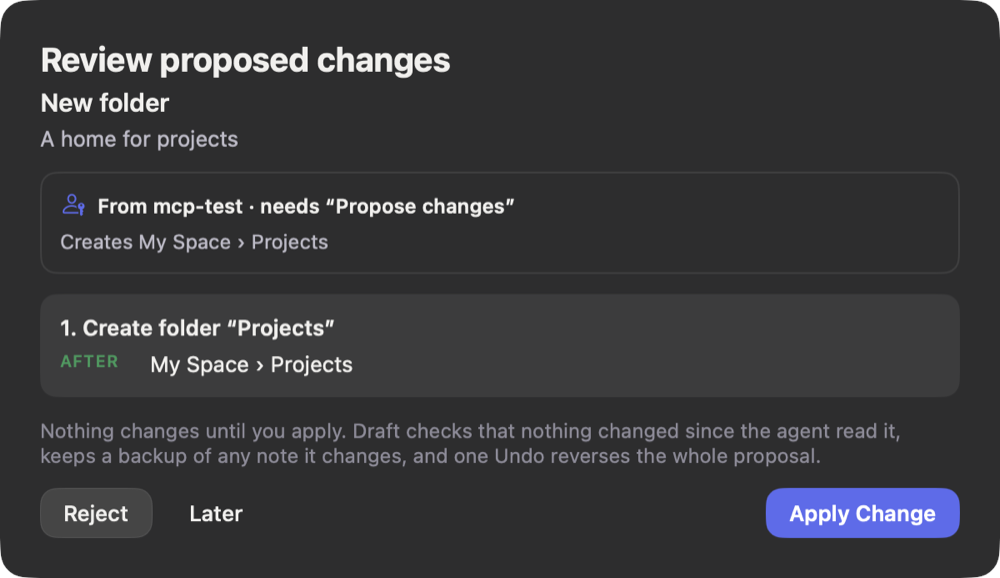 Review proposed changes
New folder
A home for projects
From mcp-test · needs “Propose changes”
Creates My Space › Projects
1. Create folder “Projects”
AFTER My Space › Projects
Nothing changes until you apply. Draft checks that nothing changed since the agent read it,
keeps a backup of any note it changes, and one Undo reverses the whole proposal.
Reject Later Apply Change